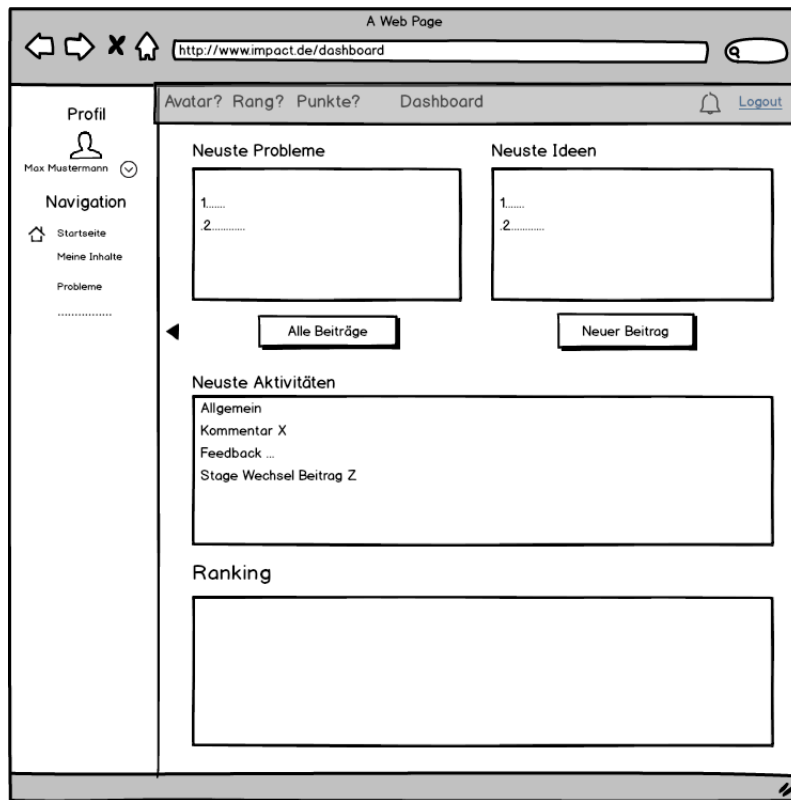 A Web Page
http://www.impact.de/dashboard
Avatar? Rang? Punkte? Dashboard Logout
Profil
Max Mustermann
Navigation
Startseite
Meine Inhalte
Probleme
................
Neuste Probleme
1.......
.2............
Neuste Ideen
1.......
.2............
Alle Beiträge
Neuer Beitrag
Neuste Aktivitäten
Allgemein
Kommentar X
Feedback ...
Stage Wechsel Beitrag Z
Ranking